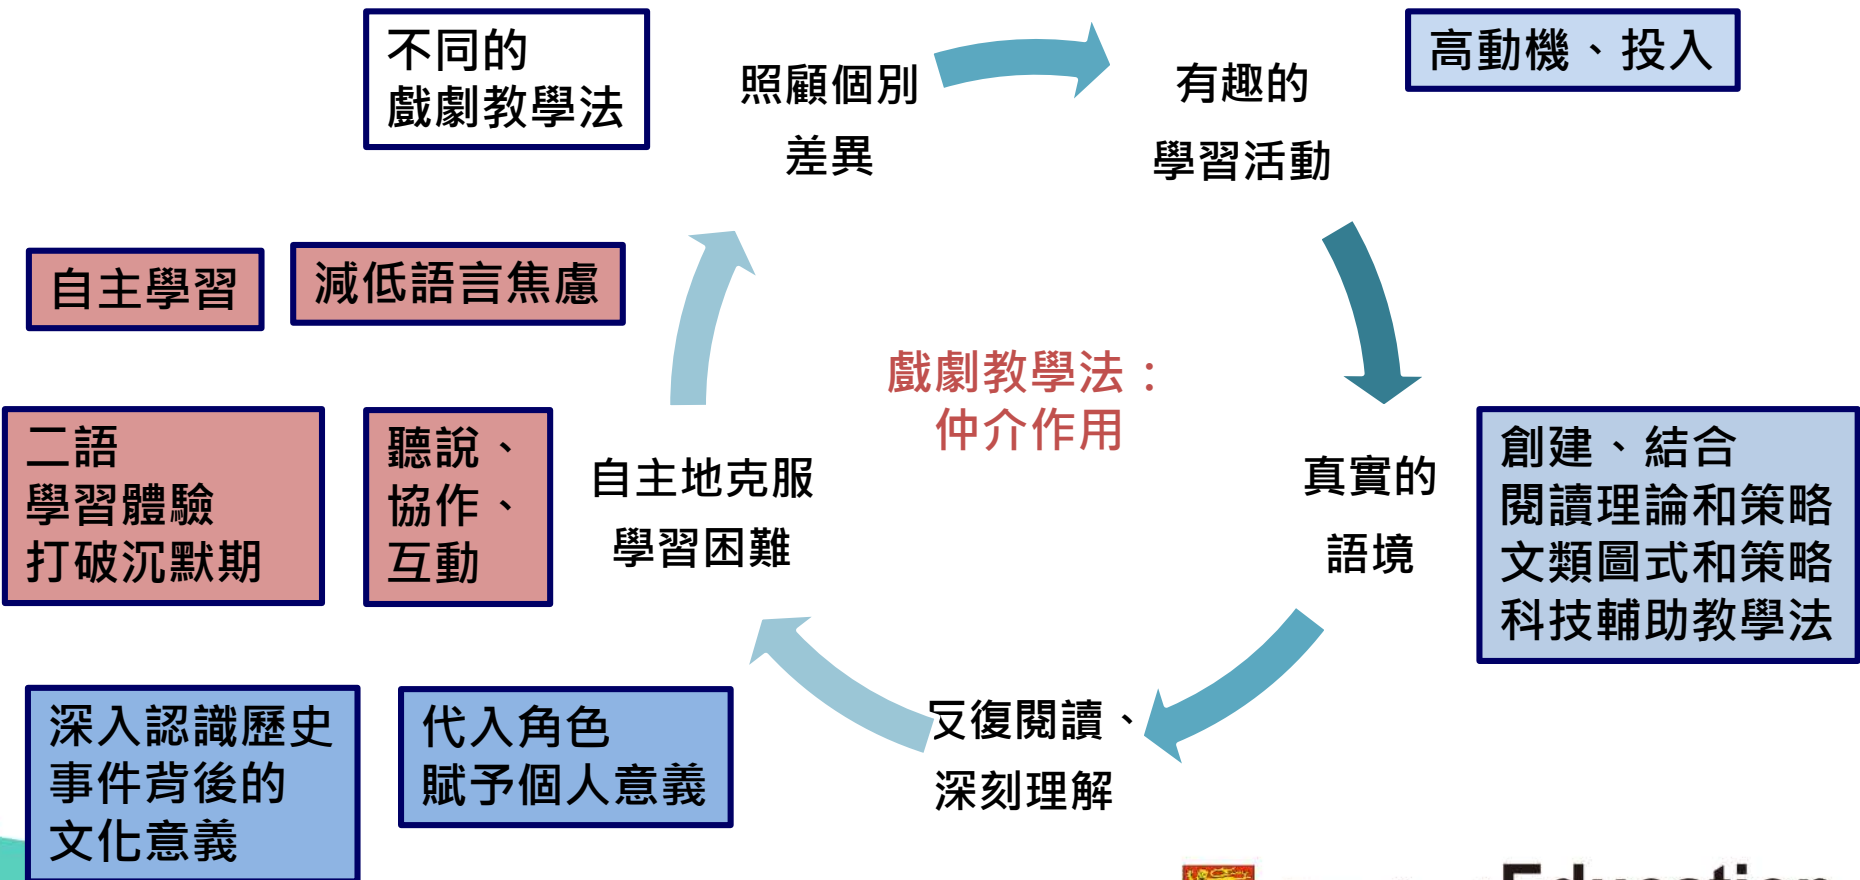 不同的
戲劇教學法
照顧個別
差異
有趣的
學習活動
高動機、投入
自主學習
減低語言焦慮
戲劇教學法：
仲介作用
二語
學習體驗
打破沉默期
聽說、
協作、
互動
自主地克服
學習困難
真實的
語境
創建、結合
閱讀理論和策略
文類圖式和策略
科技輔助教學法
深入認識歷史
事件背後的
文化意義
代入角色
賦予個人意義
反復閱讀、
深刻理解
Education